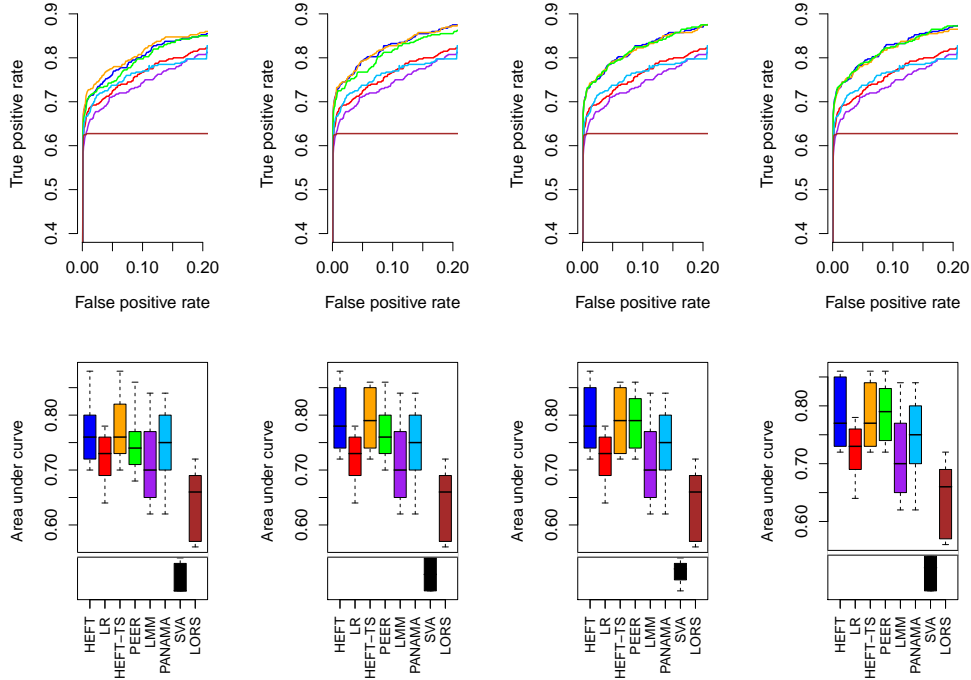 True positive rate
0.4 0.5 0.6 0.7 0.8 0.9
0.00 0.10 0.20
False positive rate
True positive rate
0.4 0.5 0.6 0.7 0.8 0.9
0.00 0.10 0.20
False positive rate
True positive rate
0.4 0.5 0.6 0.7 0.8 0.9
0.00 0.10 0.20
False positive rate
True positive rate
0.4 0.5 0.6 0.7 0.8 0.9
0.00 0.10 0.20
False positive rate
Area under curve
0.60 0.70 0.80
HEFT
LR
HEFT−TS
PEER
LMM
PANAMA
SVA
LORS
Area under curve
0.60 0.70 0.80
HEFT
LR
HEFT−TS
PEER
LMM
PANAMA
SVA
LORS
Area under curve
0.60 0.70 0.80
HEFT
LR
HEFT−TS
PEER
LMM
PANAMA
SVA
LORS
Area under curve
0.60 0.70 0.80
HEFT
LR
HEFT−TS
PEER
LMM
PANAMA
SVA
LORS